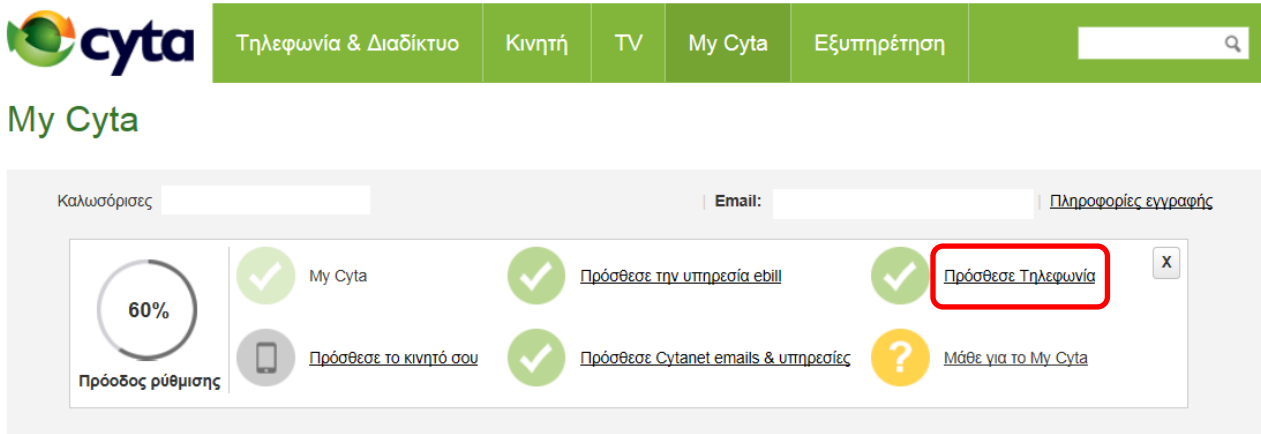 cyta Τηλεφωνία & Διαδίκτυο Κινητή TV My Cyta Εξυπηρέτηση
My Cyta
Καλωσόρισες | Email: | Πληροφορίες εγγραφής
My Cyta Πρόσθεσε την υπηρεσία ebill Πρόσθεσε Τηλεφωνία X
60%
Πρόσθεσε το κινητό σου Πρόσθεσε Cytanet emails & υπηρεσίες ? Μάθε για το My Cyta
Πρόοδος ρύθμισης